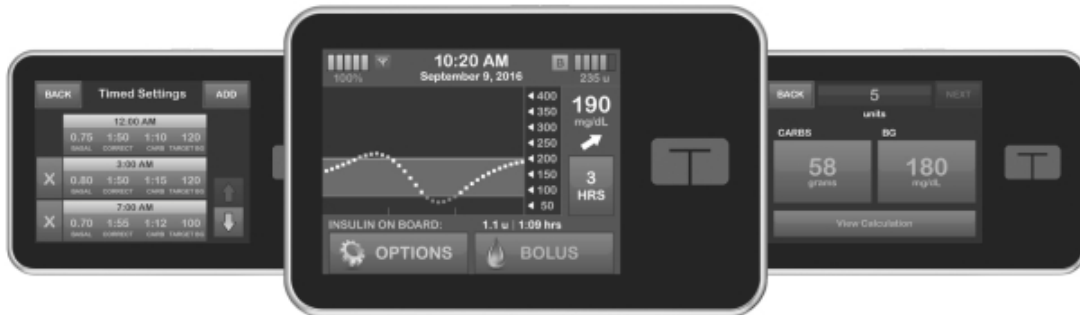 BACK Timed Settings ADD
12:00 AM
0.75 1:50 1:10 120
BASAL CORRECT CARB TARGET BG
3:00 AM
X 0.80 1:50 1:15 120
BASAL CORRECT CARB TARGET BG
7:00 AM
X 0.70 1:55 1:12 100
BASAL CORRECT CARB TARGET BG
10:20 AM
September 9, 2016
100%
B
235 u
400
350
300
250
200
150
100
50
190
mg/dL
3
HRS
INSULIN ON BOARD: 1.1 u | 1:09 hrs
OPTIONS BOLUS
BACK 5 NEXT
units
CARBS BG
58 180
grams mg/dL
View Calculation